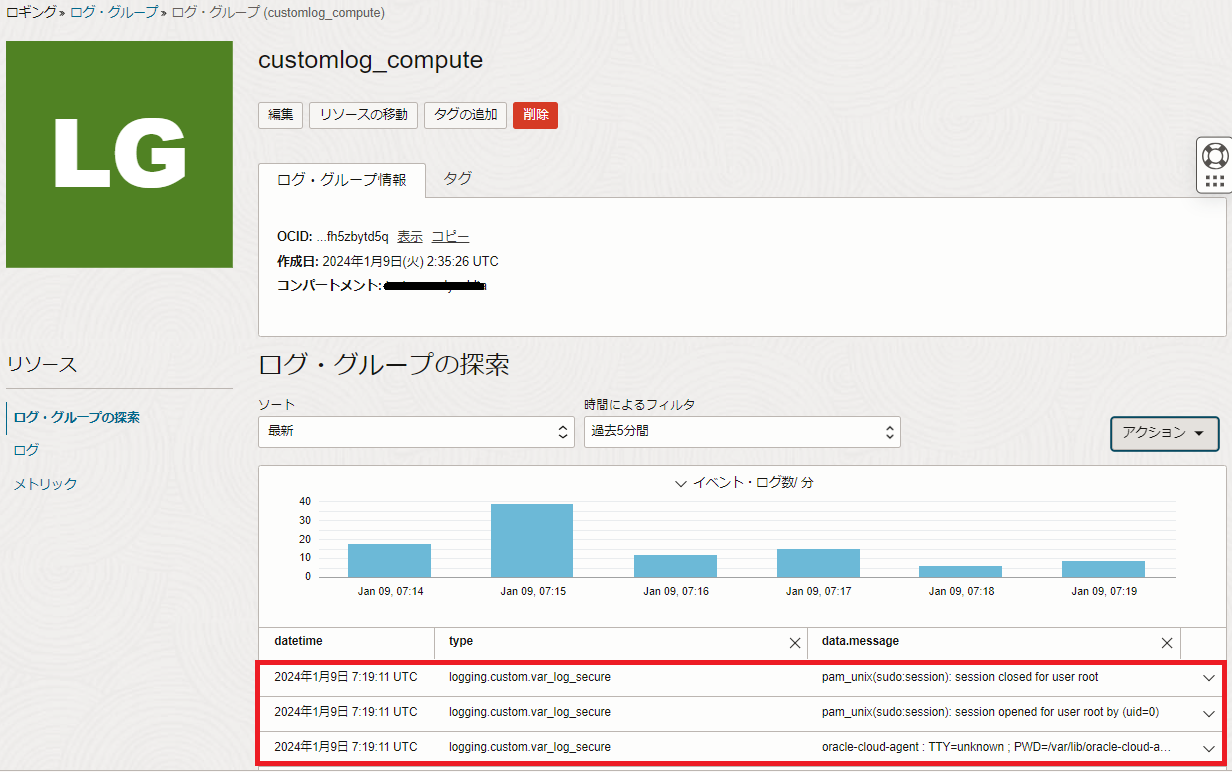 ロギング » ログ・グループ » ログ・グループ (customlog_compute)
LG
customlog_compute
編集 リソースの移動 タグの追加 削除
ログ・グループ情報 タグ
OCID: ...fh5zbytd5q 表示 コピー
作成日: 2024年1月9日(火) 2:35:26 UTC
コンパートメント:
リソース
ログ・グループの探索
ログ
メトリック
ログ・グループの探索
ソート 時間によるフィルタ
最新 過去5分間 アクション
イベント・ログ数/ 分
40
30
20
10
0
Jan 09, 07:14 Jan 09, 07:15 Jan 09, 07:16 Jan 09, 07:17 Jan 09, 07:18 Jan 09, 07:19
datetime type data.message
2024年1月9日 7:19:11 UTC logging.custom.var_log_secure pam_unix(sudo:session): session closed for user root
2024年1月9日 7:19:11 UTC logging.custom.var_log_secure pam_unix(sudo:session): session opened for user root by (uid=0)
2024年1月9日 7:19:11 UTC logging.custom.var_log_secure oracle-cloud-agent : TTY=unknown ; PWD=/var/lib/oracle-cloud-a...